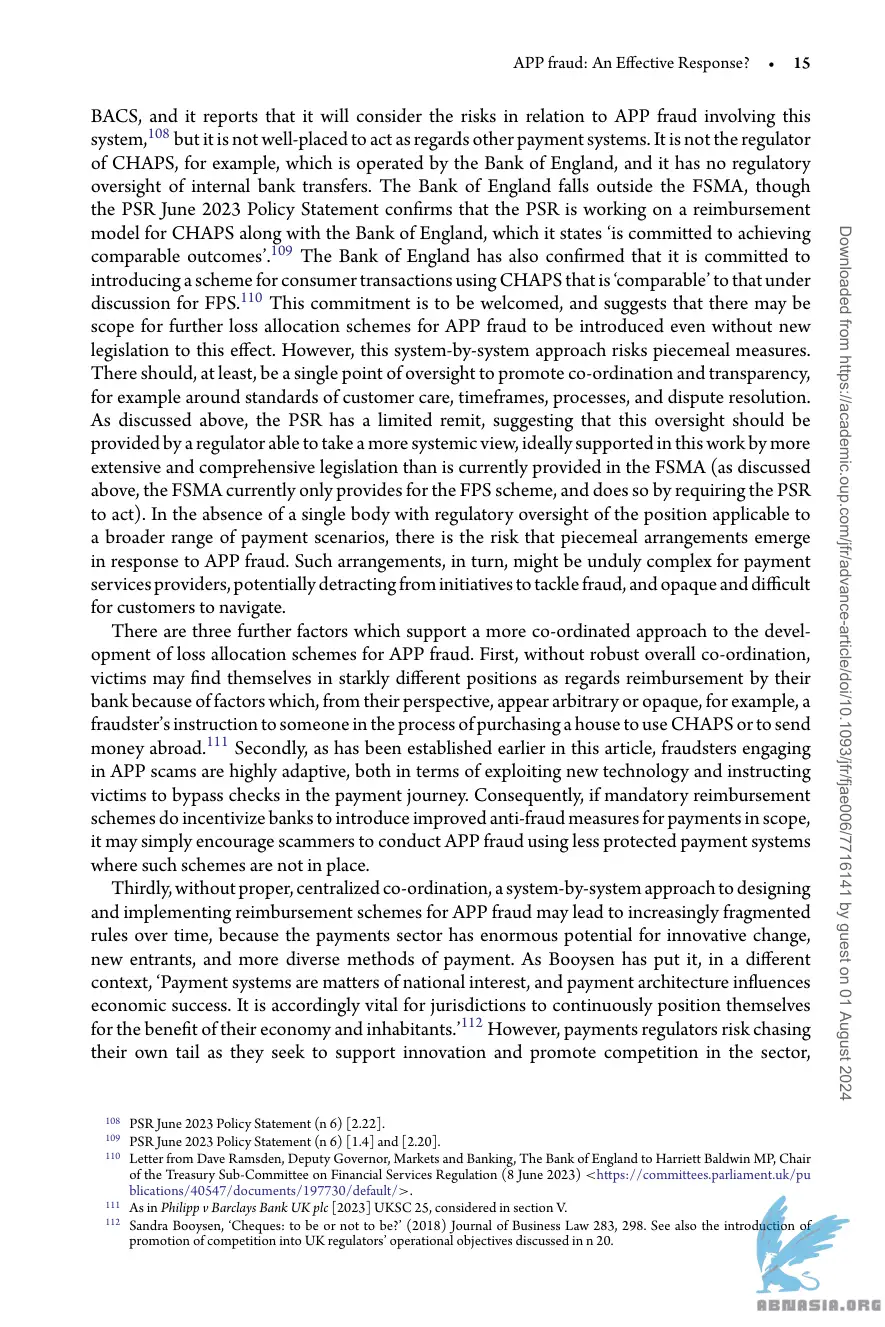 APP fraud: An Effective Response? • 15
BACS, and it reports that it will consider the risks in relation to APP fraud involving this
system,108 but it is not well-placed to act as regards other payment systems. It is not the regulator
of CHAPS, for example, which is operated by the Bank of England, and it has no regulatory
oversight of internal bank transfers. The Bank of England falls outside the FSMA, though
the PSR June 2023 Policy Statement confirms that the PSR is working on a reimbursement
model for CHAPS along with the Bank of England, which it states ‘is committed to achieving
comparable outcomes’.109 The Bank of England has also confirmed that it is committed to
introducing a scheme for consumer transactions using CHAPS that is ‘comparable’ to that under
discussion for FPS.110 This commitment is to be welcomed, and suggests that there may be
scope for further loss allocation schemes for APP fraud to be introduced even without new
legislation to this effect. However, this system-by-system approach risks piecemeal measures.
There should, at least, be a single point of oversight to promote co-ordination and transparency,
for example around standards of customer care, timeframes, processes, and dispute resolution.
As discussed above, the PSR has a limited remit, suggesting that this oversight should be
provided by a regulator able to take a more systemic view, ideally supported in this work by more
extensive and comprehensive legislation than is currently provided in the FSMA (as discussed
above, the FSMA currently only provides for the FPS scheme, and does so by requiring the PSR
to act). In the absence of a single body with regulatory oversight of the position applicable to
a broader range of payment scenarios, there is the risk that piecemeal arrangements emerge
in response to APP fraud. Such arrangements, in turn, might be unduly complex for payment
services providers, potentially detracting from initiatives to tackle fraud, and opaque and difficult
for customers to navigate.
There are three further factors which support a more co-ordinated approach to the devel-
opment of loss allocation schemes for APP fraud. First, without robust overall co-ordination,
victims may find themselves in starkly different positions as regards reimbursement by their
bank because of factors which, from their perspective, appear arbitrary or opaque, for example, a
fraudster’s instruction to someone in the process of purchasing a house to use CHAPS or to send
money abroad.111 Secondly, as has been established earlier in this article, fraudsters engaging
in APP scams are highly adaptive, both in terms of exploiting new technology and instructing
victims to bypass checks in the payment journey. Consequently, if mandatory reimbursement
schemes do incentivize banks to introduce improved anti-fraud measures for payments in scope,
it may simply encourage scammers to conduct APP fraud using less protected payment systems
where such schemes are not in place.
Thirdly, without proper, centralized co-ordination, a system-by-system approach to designing
and implementing reimbursement schemes for APP fraud may lead to increasingly fragmented
rules over time, because the payments sector has enormous potential for innovative change,
new entrants, and more diverse methods of payment. As Booysen has put it, in a different
context, ‘Payment systems are matters of national interest, and payment architecture influences
economic success. It is accordingly vital for jurisdictions to continuously position themselves
for the benefit of their economy and inhabitants.’112 However, payments regulators risk chasing
their own tail as they seek to support innovation and promote competition in the sector,
108 PSR June 2023 Policy Statement (n 6) [2.22].
109 PSR June 2023 Policy Statement (n 6) [1.4] and [2.20].
110 Letter from Dave Ramsden, Deputy Governor, Markets and Banking, The Bank of England to Harriett Baldwin MP, Chair
of the Treasury Sub-Committee on Financial Services Regulation (8 June 2023) <https://committees.parliament.uk/pu
blications/40547/documents/197730/default/>.
111 As in Philipp v Barclays Bank UK plc [2023] UKSC 25, considered in section V.
112 Sandra Booysen, ‘Cheques: to be or not to be?’ (2018) Journal of Business Law 283, 298. See also the introduction of
promotion of competition into UK regulators’ operational objectives discussed in n 20.
Downloaded from https://academic.oup.com/jfr/advance-article/doi/10.1093/jfr/fjae006/7716141 by guest on 01 August 2024
ABNASIA.ORG